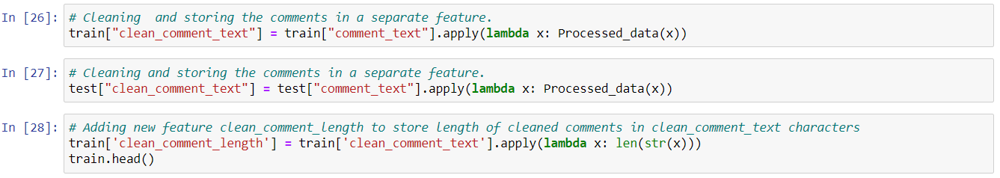 In [26]: # Cleaning  and storing the comments in a separate feature.
train["clean_comment_text"] = train["comment_text"].apply(lambda x: Processed_data(x))
In [27]: # Cleaning and storing the comments in a separate feature.
test["clean_comment_text"] = test["comment_text"].apply(lambda x: Processed_data(x))
In [28]: # Adding new feature clean_comment_length to store length of cleaned comments in clean_comment_text characters
train['clean_comment_length'] = train['clean_comment_text'].apply(lambda x: len(str(x)))
train.head()